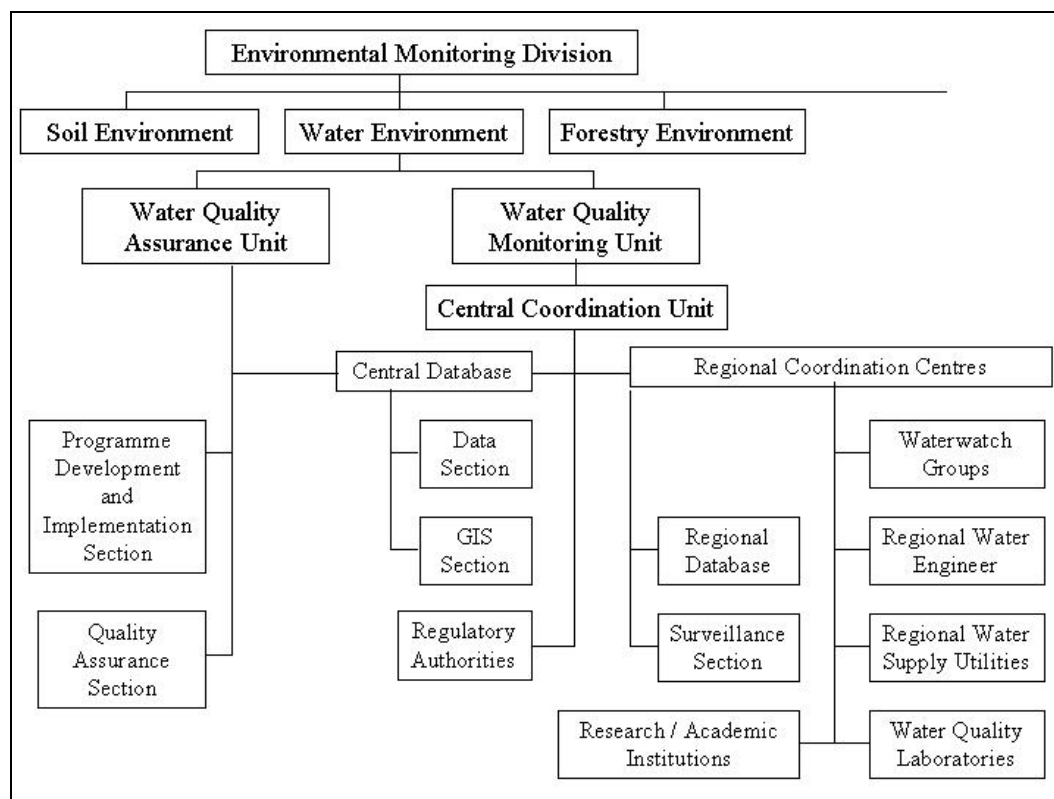 Environmental Monitoring Division
Soil Environment
Water Environment
Forestry Environment
Water Quality
Assurance Unit
Water Quality
Monitoring Unit
Central Coordination Unit
Central Database
Regional Coordination Centres
Programme
Development
and
Implementation
Section
Data
Section
Waterwatch
Groups
GIS
Section
Regional
Database
Regional Water
Engineer
Quality
Assurance
Section
Regulatory
Authorities
Surveillance
Section
Regional Water
Supply Utilities
Research / Academic
Institutions
Water Quality
Laboratories